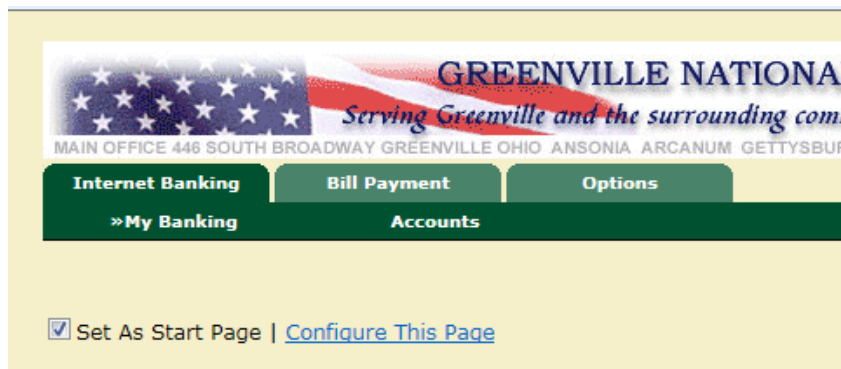 GREENVILLE NATIONA
Serving Greenville and the surrounding com
MAIN OFFICE 446 SOUTH BROADWAY GREENVILLE OHIO ANSONIA ARCANUM GETTYSBUR
Internet Banking Bill Payment Options
»My Banking Accounts
Set As Start Page | Configure This Page